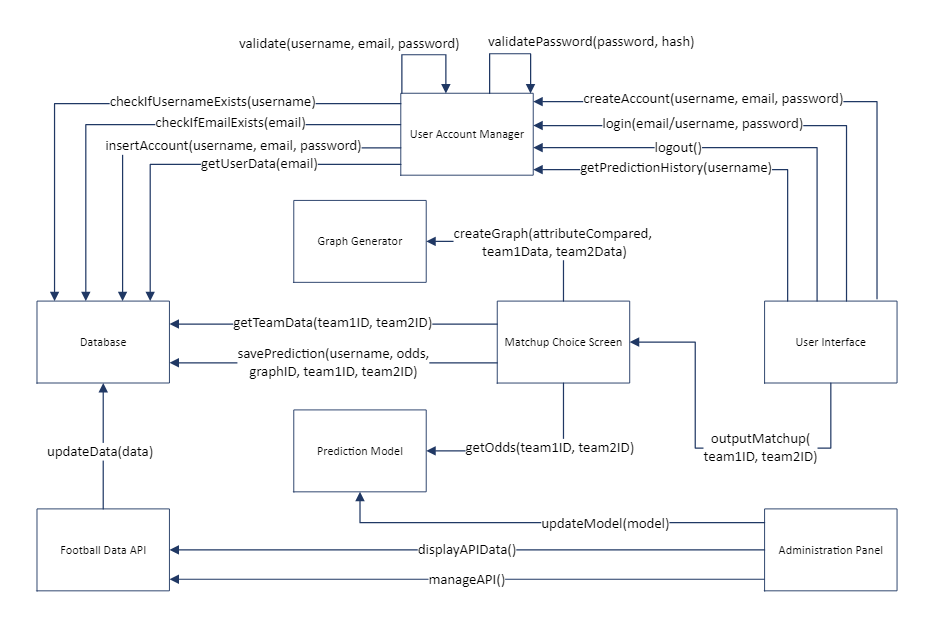 validate(username, email, password)
validatePassword(password, hash)
checkIfUsernameExists(username)
createAccount(username, email, password)
checkIfEmailExists(email)
login(email/username, password)
User Account Manager
insertAccount(username, email, password)
logout()
getUserData(email)
getPredictionHistory(username)
Graph Generator
createGraph(attributeCompared,
team1Data, team2Data)
getTeamData(team1ID, team2ID)
Database
Matchup Choice Screen
User Interface
savePrediction(username, odds,
graphID, team1ID, team2ID)
updateData(data)
Prediction Model
getOdds(team1ID, team2ID)
outputMatchup(
team1ID, team2ID)
updateModel(model)
Football Data API
displayAPIData()
Administration Panel
manageAPI()